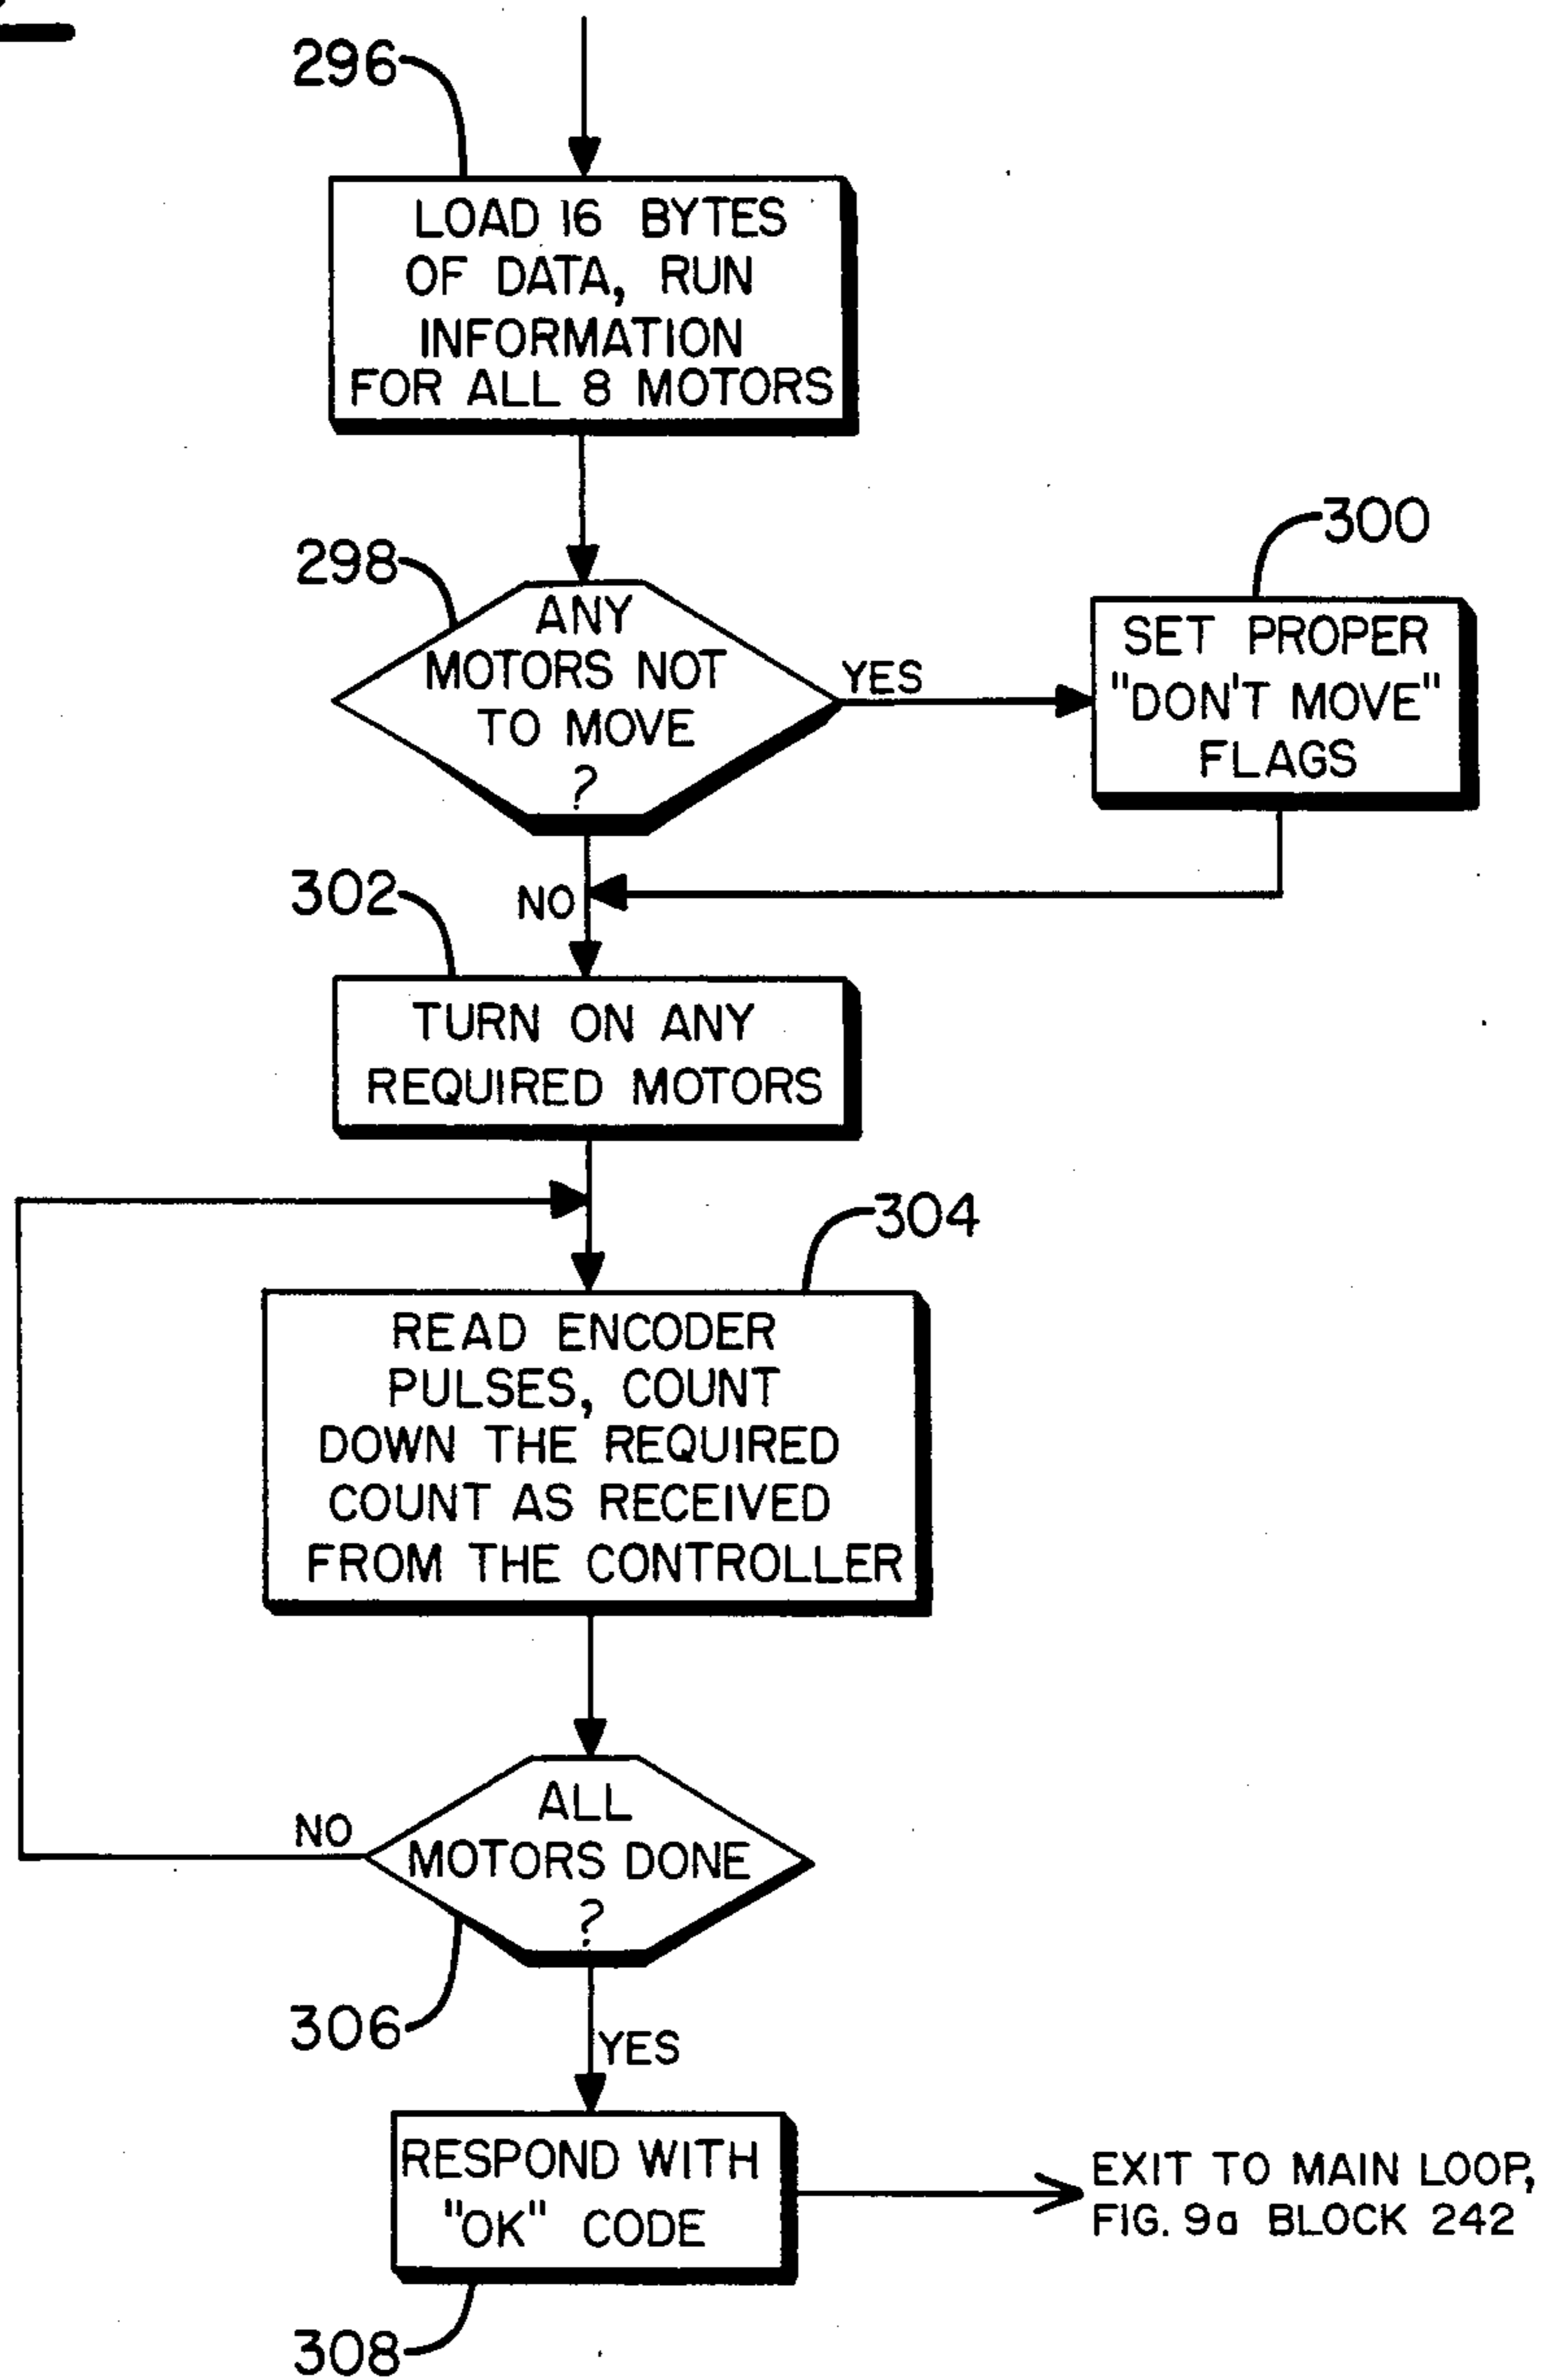 296
LOAD 16 BYTES
OF DATA, RUN
INFORMATION
FOR ALL 8 MOTORS
298
ANY
MOTORS NOT
TO MOVE
?
YES
300
SET PROPER
"DON'T MOVE"
FLAGS
NO
302
TURN ON ANY
REQUIRED MOTORS
304
READ ENCODER
PULSES, COUNT
DOWN THE REQUIRED
COUNT AS RECEIVED
FROM THE CONTROLLER
ALL
MOTORS DONE
?
NO
306
YES
RESPOND WITH
"OK" CODE
308
EXIT TO MAIN LOOP,
FIG. 9a BLOCK 242